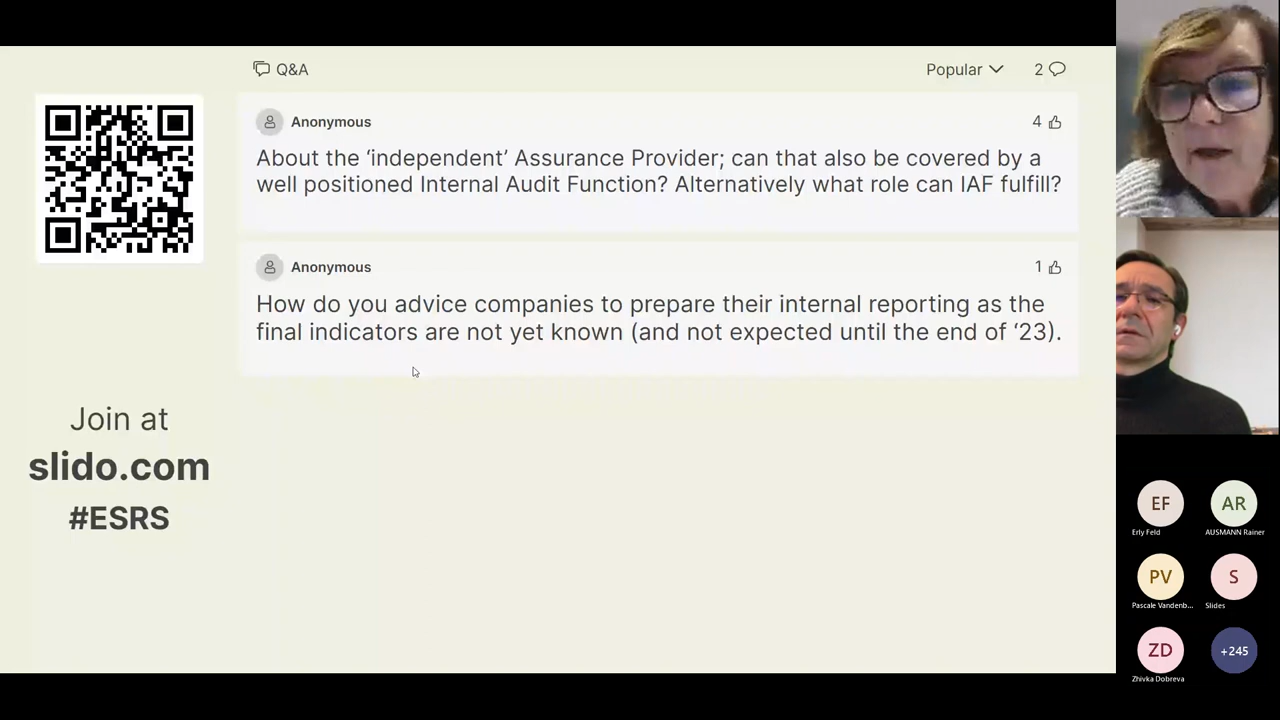 Q&A
Popular
2
Anonymous
4
About the ‘independent’ Assurance Provider; can that also be covered by a
well positioned Internal Audit Function? Alternatively what role can IAF fulfill?
Anonymous
1
How do you advice companies to prepare their internal reporting as the
final indicators are not yet known (and not expected until the end of ‘23).
Join at
slido.com
#ESRS
EF
Erly Feld
AR
AUSMANN Rainer
PV
Pascale Vandenb...
S
Slides
ZD
Zhivka Dobreva
+245